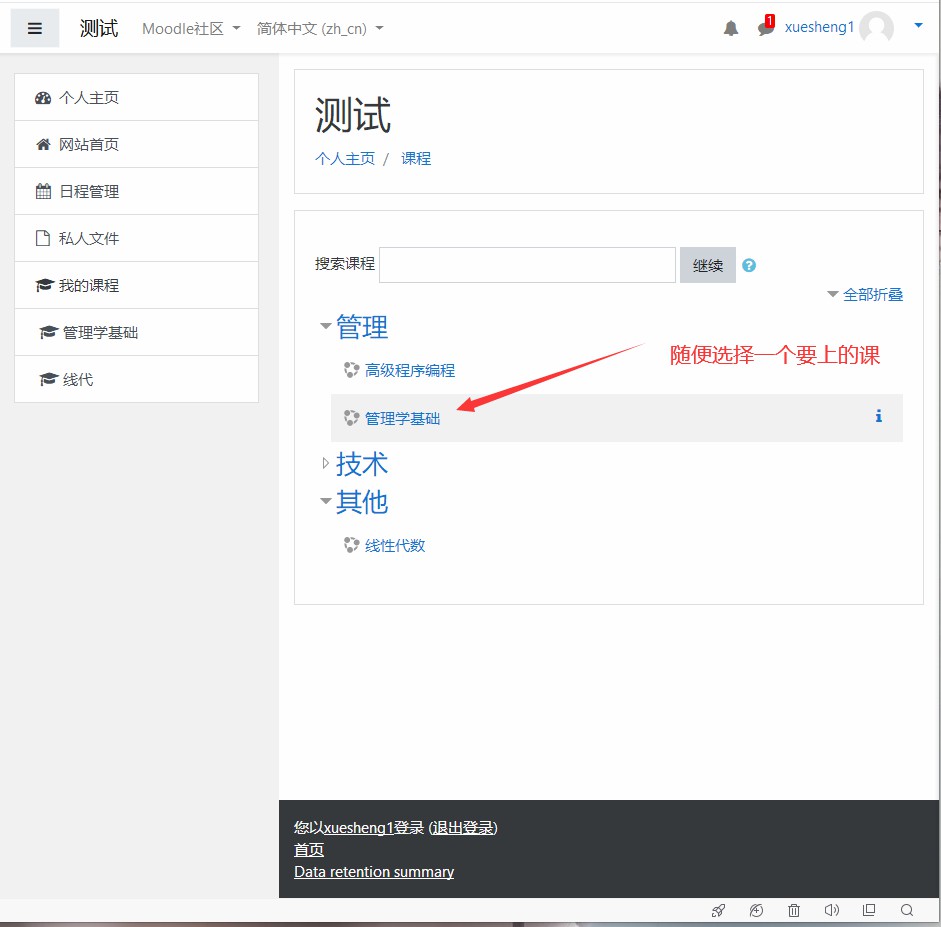 测试 Moodle社区 简体中文 (zh_cn) 1 xuesheng1
个人主页
网站首页
日程管理
私人文件
我的课程
管理学基础
线代
测试
个人主页 / 课程
搜索课程 继续 ?
全部折叠
管理
高级程序编程
随便选择一个要上的课
管理学基础 i
技术
其他
线性代数
您以xuesheng1登录 (退出登录)
首页
Data retention summary